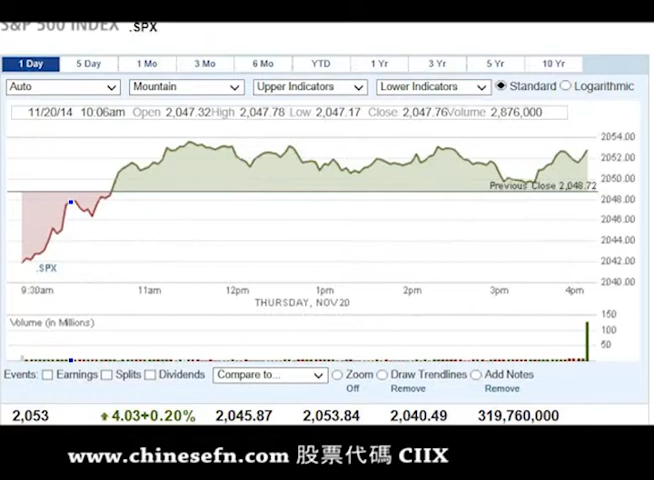 S&P 500 INDEX .SPX
1 Day 5 Day 1 Mo 3 Mo 6 Mo YTD 1 Yr 3 Yr 5 Yr 10 Yr
Auto Mountain Upper Indicators Lower Indicators Standard Logarithmic
11/20/14 10:06am Open 2,047.32 High 2,047.78 Low 2,047.17 Close 2,047.76 Volume 2,876,000
2054.00
2052.00
2050.00
Previous Close 2,048.72
2048.00
2046.00
2044.00
.SPX
2042.00
2040.00
9:30am 11am 12pm 1pm 2pm 3pm 4pm
THURSDAY, NOV 20
Volume (in Millions)
150
100
50
Events: Earnings Splits Dividends Compare to... Zoom Draw Trendlines Add Notes
Off Remove Remove
2,053 4.03+0.20% 2,045.87 2,053.84 2,040.49 319,760,000
www.chinesefn.com 股票代碼 CIIX